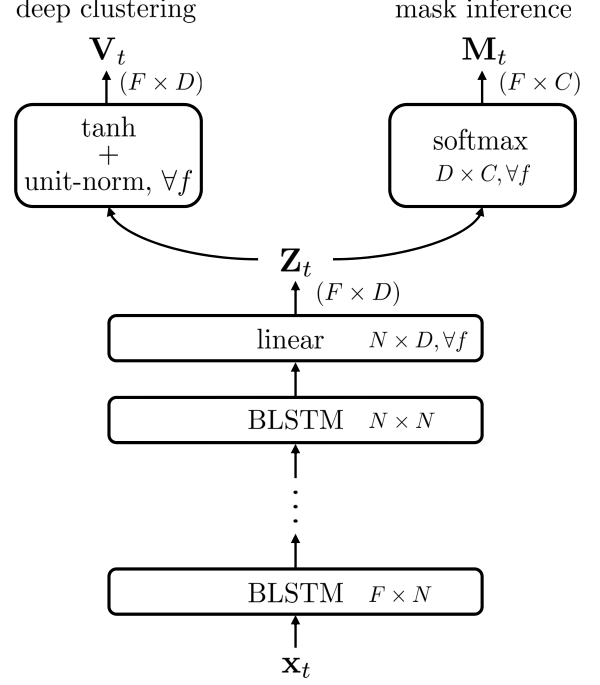 deep clustering
mask inference
V_t
M_t
(F × D)
(F × C)
tanh
+
unit-norm, ∀f
softmax
D × C, ∀f
Z_t
(F × D)
linear N × D, ∀f
BLSTM N × N
⋮
BLSTM F × N
x_t